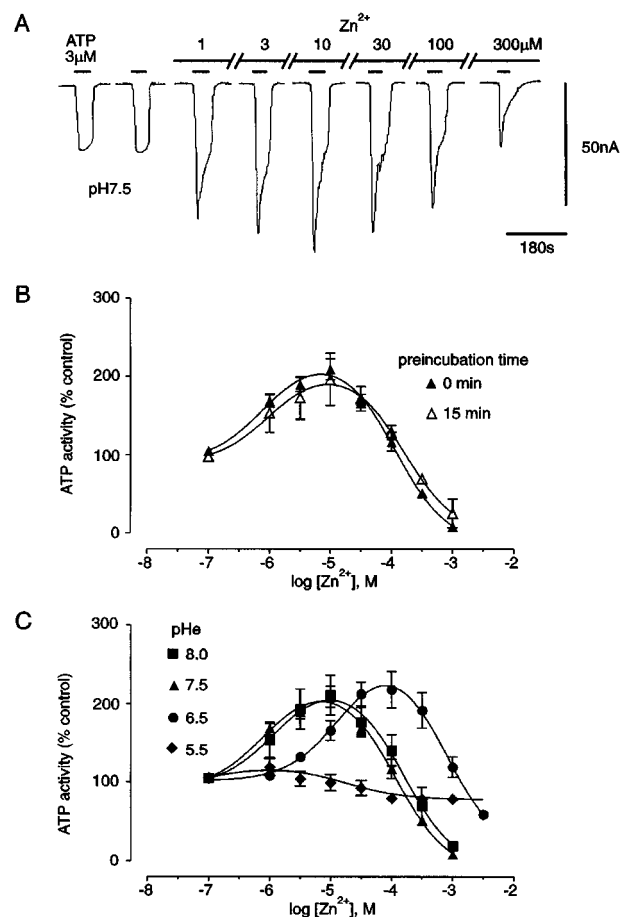 A
Zn2+
ATP
3μM
1
3
10
30
100
300μM
50nA
pH7.5
180s
B
300
200
100
0
ATP activity (% control)
preincubation time
0 min
15 min
-8
-7
-6
-5
-4
-3
-2
log [Zn2+], M
C
pHe
8.0
7.5
6.5
5.5
300
200
100
0
ATP activity (% control)
-8
-7
-6
-5
-4
-3
-2
log [Zn2+], M